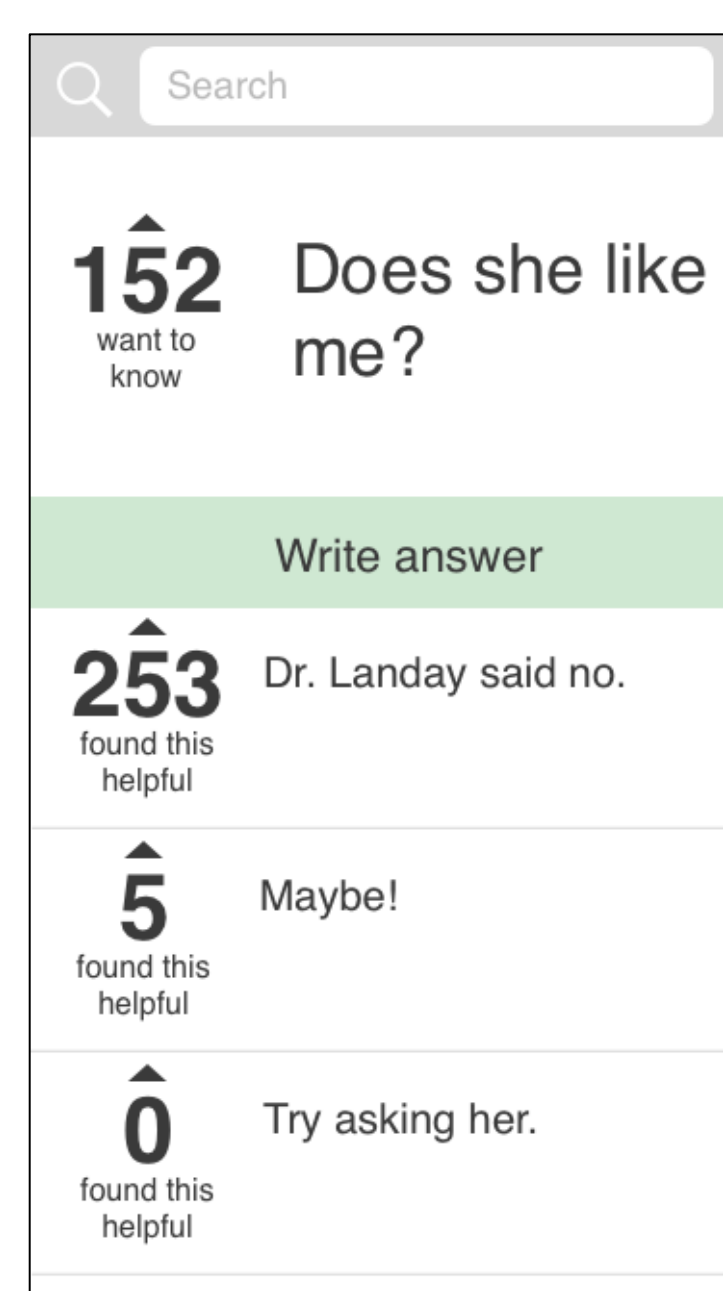 Search
152
want to
know
Does she like
me?
Write answer
253
found this
helpful
Dr. Landay said no.
5
found this
helpful
Maybe!
0
found this
helpful
Try asking her.